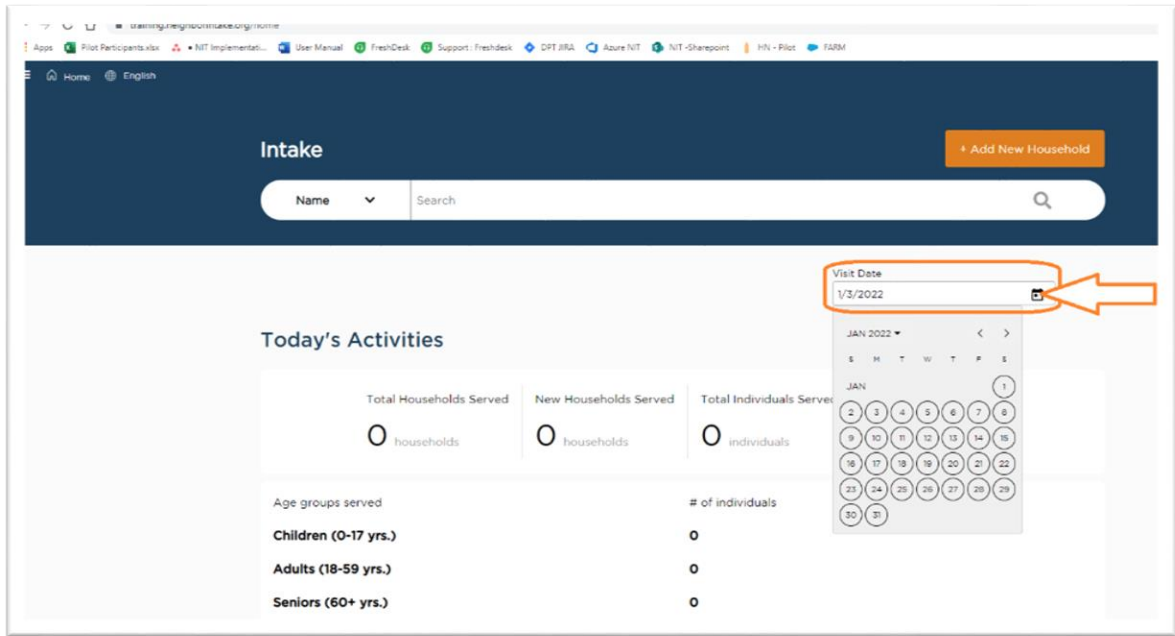 training.neighborintake.org/home
Apps Pilot Participants.xlsx • NIT Implementati... User Manual FreshDesk Support : Freshdesk DPT JIRA Azure NIT NIT -Sharepoint HN - Pilot FARM
Home English
Intake
+ Add New Household
Name Search
Visit Date
1/3/2022
JAN 2022
S M T W T F S
Today's Activities
JAN 1
2 3 4 5 6 7 8
9 10 11 12 13 14 15
16 17 18 19 20 21 22
23 24 25 26 27 28 29
30 31
Total Households Served New Households Served Total Individuals Served
0 households 0 households 0 individuals
Age groups served # of individuals
Children (0-17 yrs.) 0
Adults (18-59 yrs.) 0
Seniors (60+ yrs.) 0